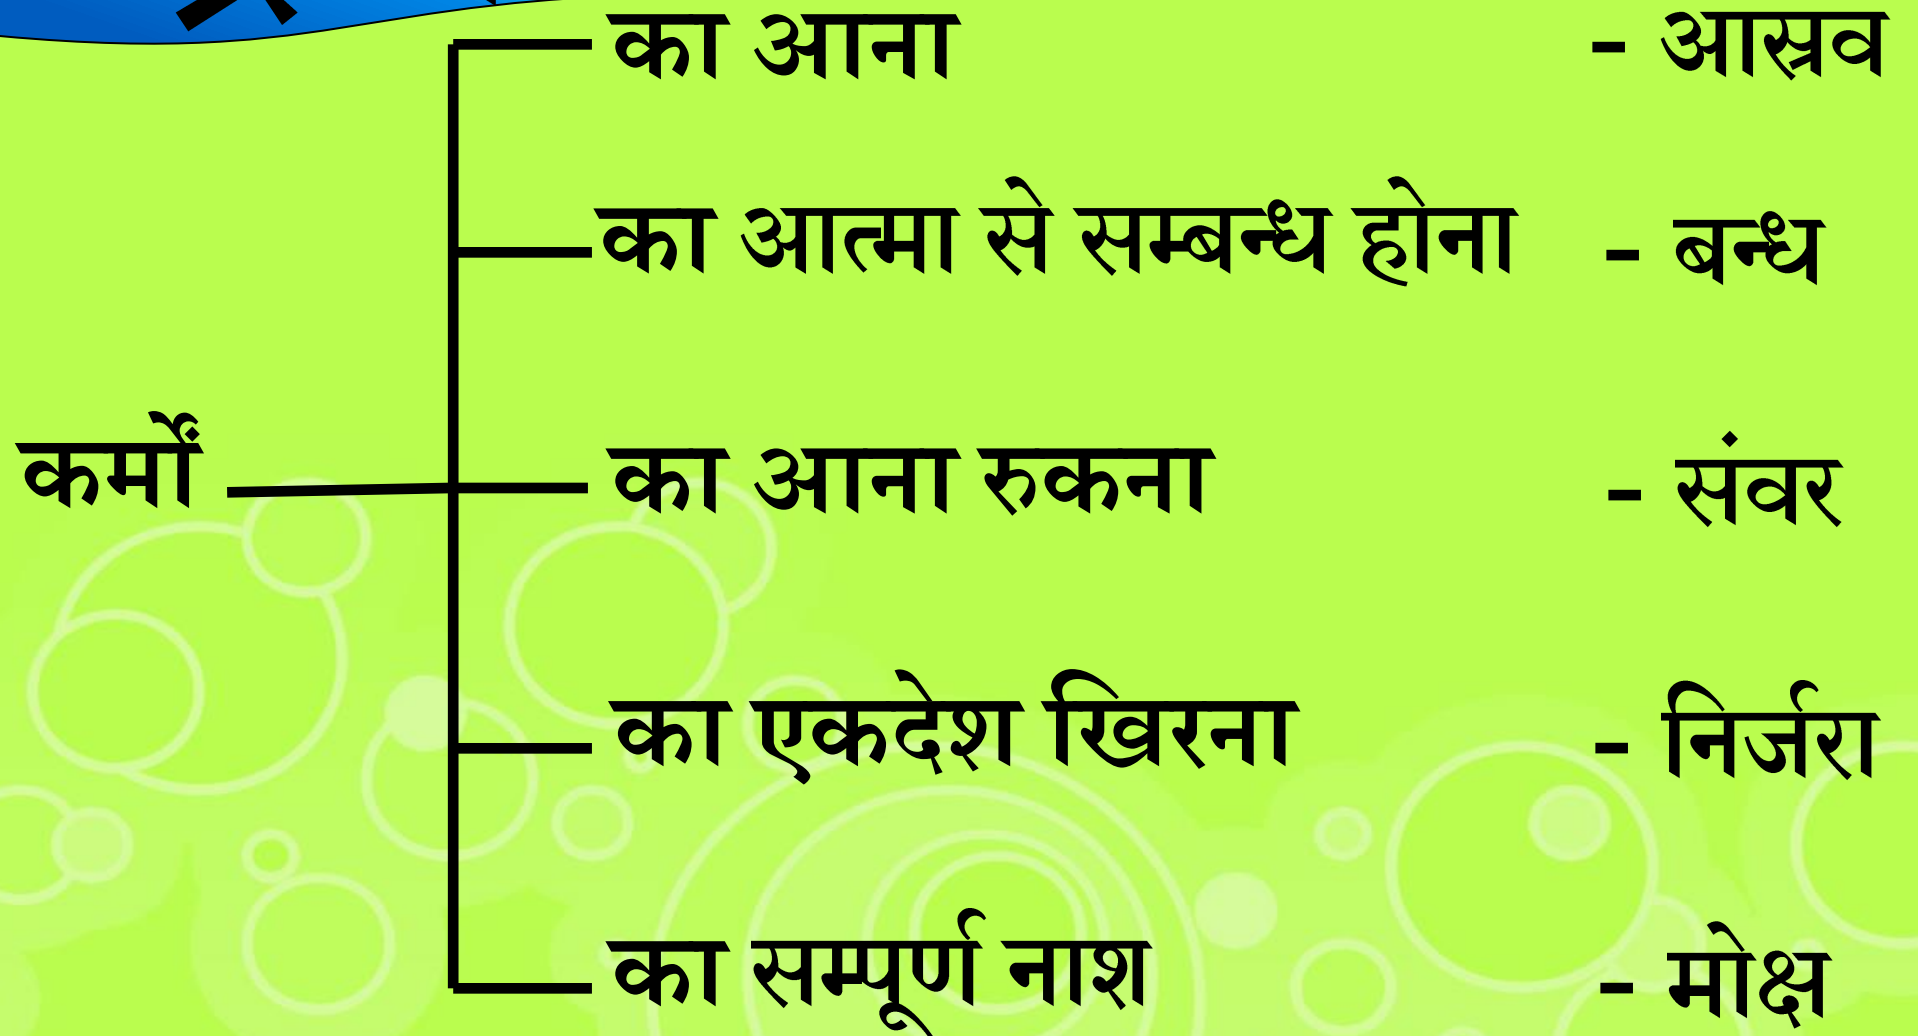 का आना - आस्रव
का आत्मा से सम्बन्ध होना - बन्ध
कर्मों का आना रुकना - संवर
का एकदेश खिरना - निर्जरा
का सम्पूर्ण नाश - मोक्ष